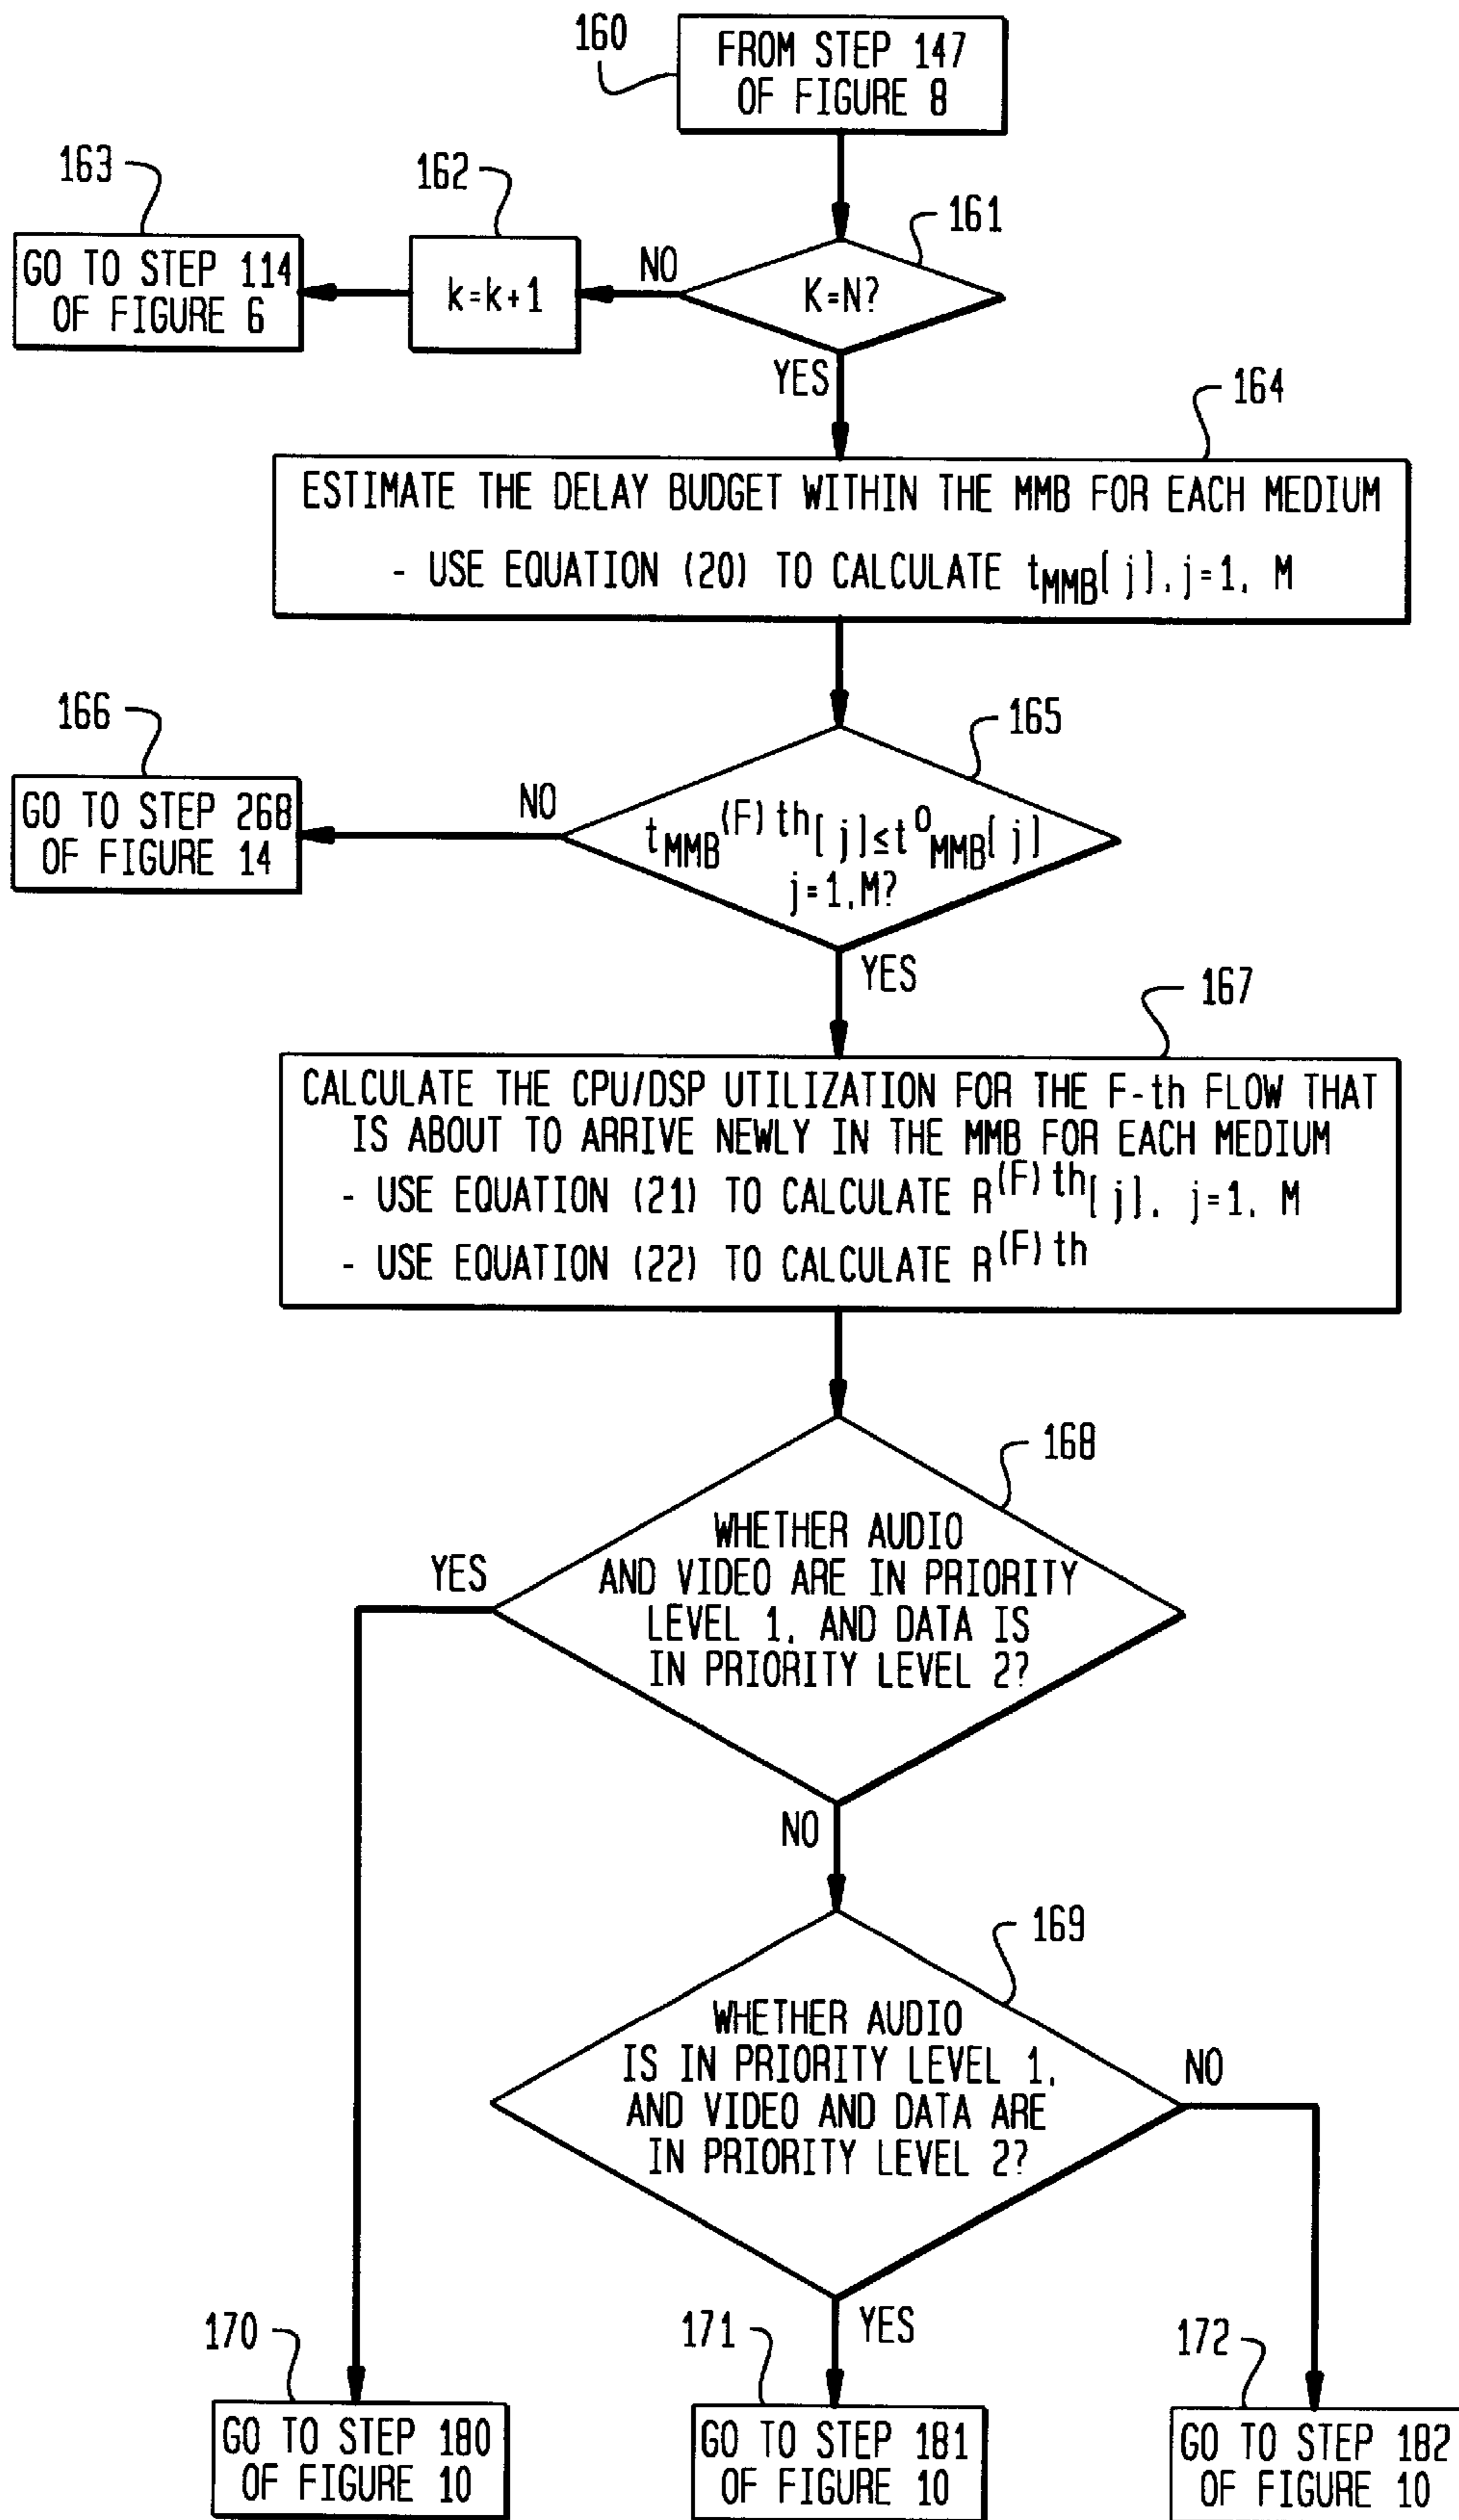 160
FROM STEP 147
OF FIGURE 8
163
162
161
GO TO STEP 114
OF FIGURE 6
k=k+1
NO
K=N?
YES
164
ESTIMATE THE DELAY BUDGET WITHIN THE MMB FOR EACH MEDIUM
- USE EQUATION (20) TO CALCULATE tMMB[j], j=1, M
166
165
GO TO STEP 268
OF FIGURE 14
NO
tMMB(F)th[j]≤t0MMB[j]
j=1,M?
YES
167
CALCULATE THE CPU/DSP UTILIZATION FOR THE F-th FLOW THAT
IS ABOUT TO ARRIVE NEWLY IN THE MMB FOR EACH MEDIUM
- USE EQUATION (21) TO CALCULATE R(F)th[j], j=1, M
- USE EQUATION (22) TO CALCULATE R(F)th
168
WHETHER AUDIO
AND VIDEO ARE IN PRIORITY
LEVEL 1, AND DATA IS
IN PRIORITY LEVEL 2?
YES
NO
169
WHETHER AUDIO
IS IN PRIORITY LEVEL 1,
AND VIDEO AND DATA ARE
IN PRIORITY LEVEL 2?
NO
YES
170
171
172
GO TO STEP 180
OF FIGURE 10
GO TO STEP 181
OF FIGURE 10
GO TO STEP 182
OF FIGURE 10